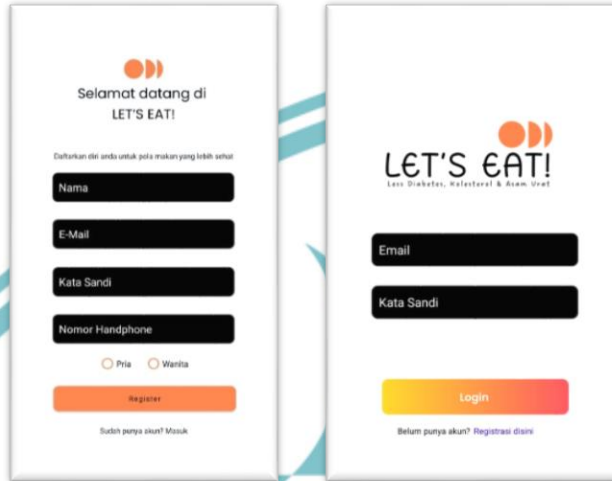 Selamat datang di
LET'S EAT!
Daftarkan diri anda untuk pola makan yang lebih sehat
Nama
E-Mail
Kata Sandi
Nomor Handphone
Pria
Wanita
Register
Sudah punya akun? Masuk
LET'S EAT!
Less Diabetes, Kolesterol & Asam Urat
Email
Kata Sandi
Login
Belum punya akun? Registrasi disini